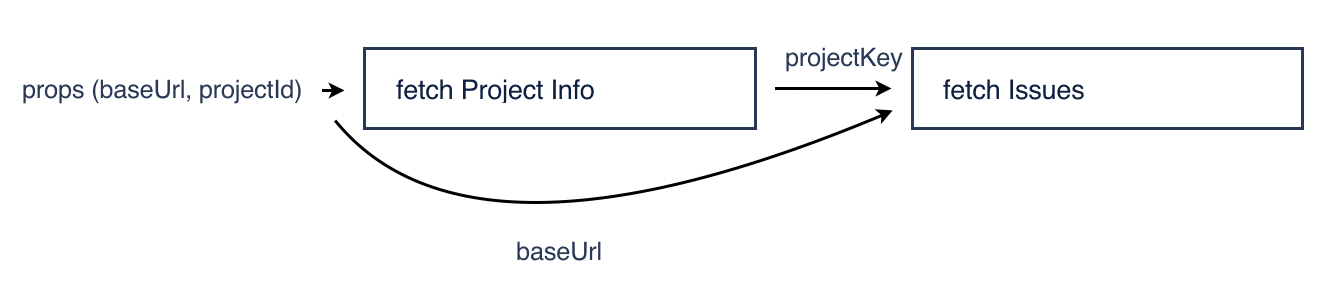 props (baseUrl, projectId)
fetch Project Info
projectKey
fetch Issues
baseUrl